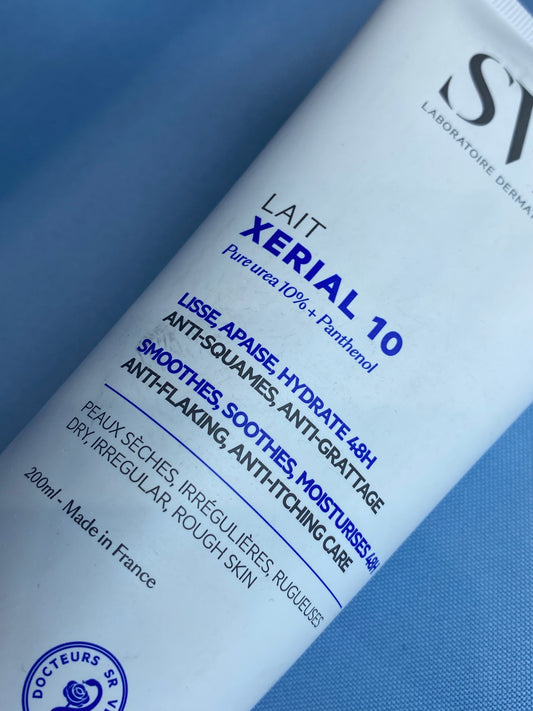 SV
LABORATOIRE DERMAT
LAIT
XERIAL 10
Pure urea 10% + Panthenol
LISSE, APAISE, HYDRATE 48H
ANTI-SQUAMES, ANTI-GRATTAGE
SMOOTHES, SOOTHES, MOISTURISES 48H
ANTI-FLAKING, ANTI-ITCHING CARE
PEAUX SÈCHES, IRRÉGULIÈRES, RUGUEUSES
DRY, IRREGULAR, ROUGH SKIN
200ml - Made in France
DOCTEURS SR V